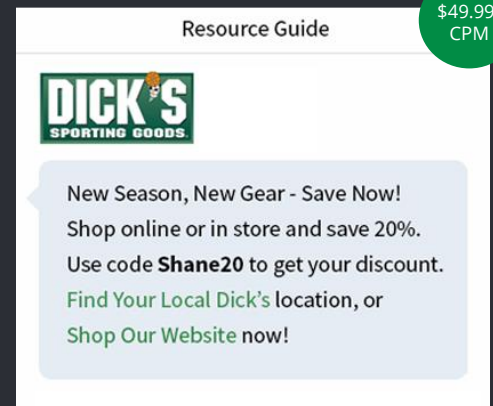 $49.99
CPM
Resource Guide
DICK'S
SPORTING GOODS
New Season, New Gear - Save Now!
Shop online or in store and save 20%.
Use code Shane20 to get your discount.
Find Your Local Dick's location, or
Shop Our Website now!